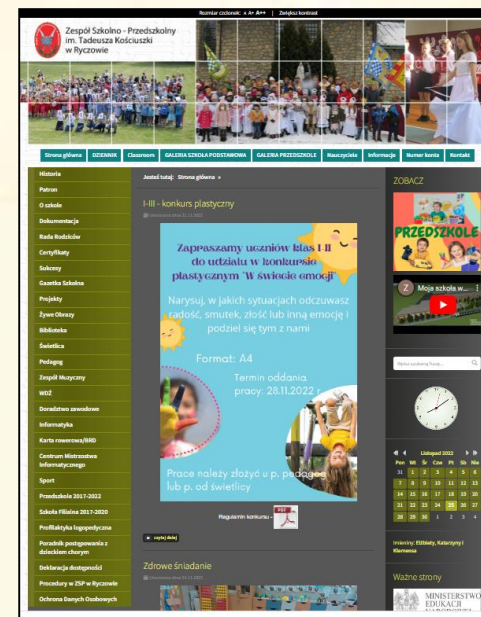 Rozmiar czcionek: A A+ A++ | Zwiększ kontrast
Zespół Szkolno - Przedszkolny
im. Tadeusza Kościuszki
w Ryczowie
Strona główna DZIENNIK Classroom GALERIA SZKOŁA PODSTAWOWA GALERIA PRZEDSZKOLE Nauczyciele Informacje Numer konta Kontakt
Historia
Patron
O szkole
Dokumentacja
Rada Rodziców
Certyfikaty
Sukcesy
Gazetka Szkolna
Projekty
Żywe Obrazy
Biblioteka
Świetlica
Pedagog
Zespół Muzyczny
WDŻ
Doradztwo zawodowe
Informatyka
Karta rowerowa/BRD
Centrum Mistrzostwa
Informatycznego
Sport
Przedszkole 2017-2022
Szkoła Filialna 2017-2020
Profilaktyka logopedyczna
Poradnik postępowania z
dzieckiem chorym
Deklaracja dostępności
Procedury w ZSP w Ryczowie
Ochrona Danych Osobowych
Jesteś tutaj: Strona główna »
I-III - konkurs plastyczny
Zapraszamy uczniów klas I-II
do udziału w konkursie
plastycznym "W świecie emocji"
Narysuj, w jakich sytuacjach odczuwasz
radość, smutek, złość lub inną emocję i
podziel się tym z nami
Format: A4
Termin oddania
pracy: 28.11.2022 r.
Prace należy złożyć u p. pedagog
lub p. od świetlicy
Regulamin konkursu -
PDF
czytaj dalej
Zdrowe śniadanie
ZOBACZ
PRZEDSZKOLE
Z Moja szkoła w...
Wpisz szukaną frazę...
Listopad 2022
Pon Wt Śr Czw Pt Sb Nie
31 1 2 3 4 5 6
7 8 9 10 11 12 13
14 15 16 17 18 19 20
21 22 23 24 25 26 27
28 29 30 1 2 3 4
Imieniny: Elżbiety, Katarzyny i
Klemensa
Ważne strony
MINISTERSTWO
EDUKACJI